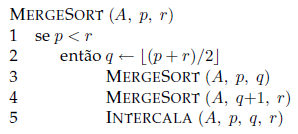 MERGESORT (A, p, r)
1 se p < r
2 então q ← ⌊(p + r)/2⌋
3 MERGESORT (A, p, q)
4 MERGESORT (A, q+1, r)
5 INTERCALA (A, p, q, r)